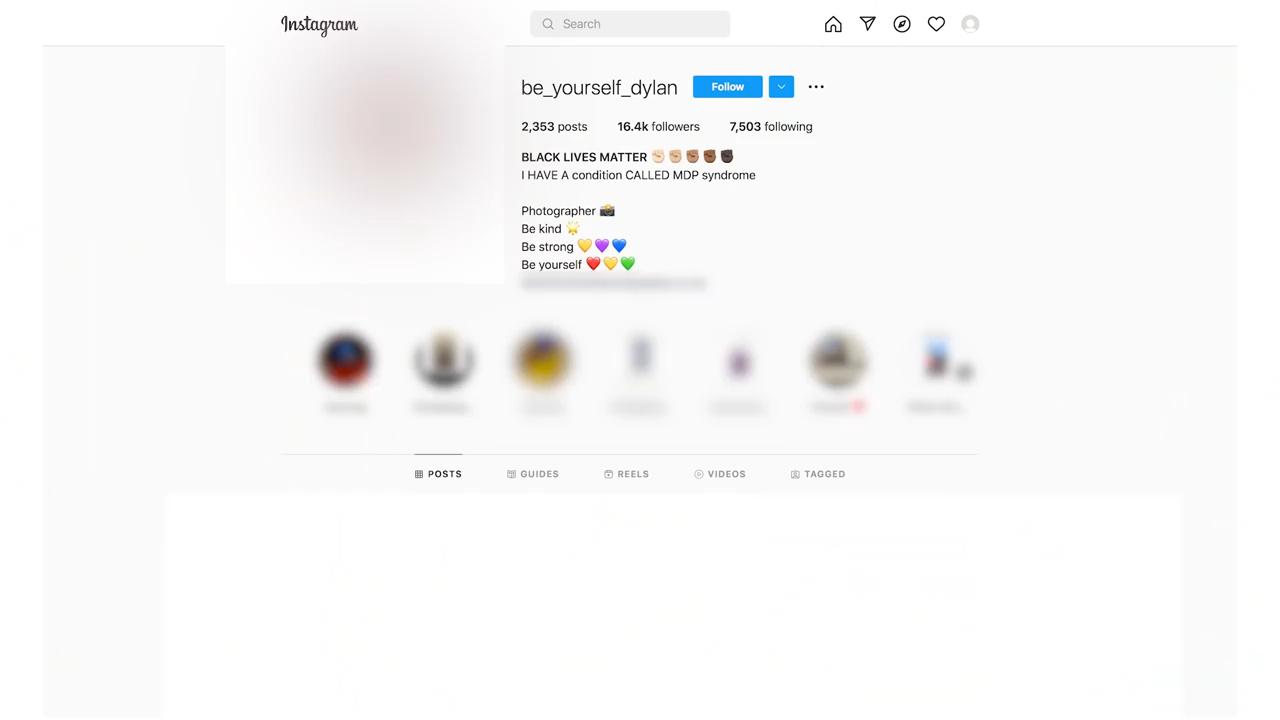 Instagram
Search
be_yourself_dylan Follow
2,353 posts 16.4k followers 7,503 following
BLACK LIVES MATTER ✊🏻✊🏼✊🏽✊🏾✊🏿
I HAVE A condition CALLED MDP syndrome
Photographer 📸
Be kind 🌟
Be strong 💛💜💙
Be yourself ❤️💛💚
POSTS GUIDES REELS VIDEOS TAGGED